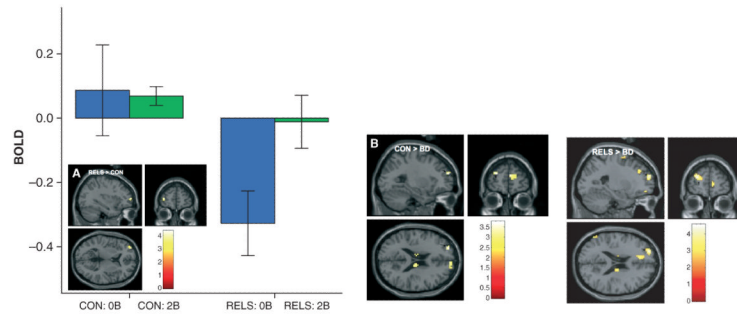 0.2
0.0
−0.2
−0.4
BOLD
A
RELS > CON
4
3
2
1
0
CON: 0B
CON: 2B
RELS: 0B
RELS: 2B
B
CON > BD
3.5
3
2.5
2
1.5
1
0.5
0
RELS > BD
4
3
2
1
0